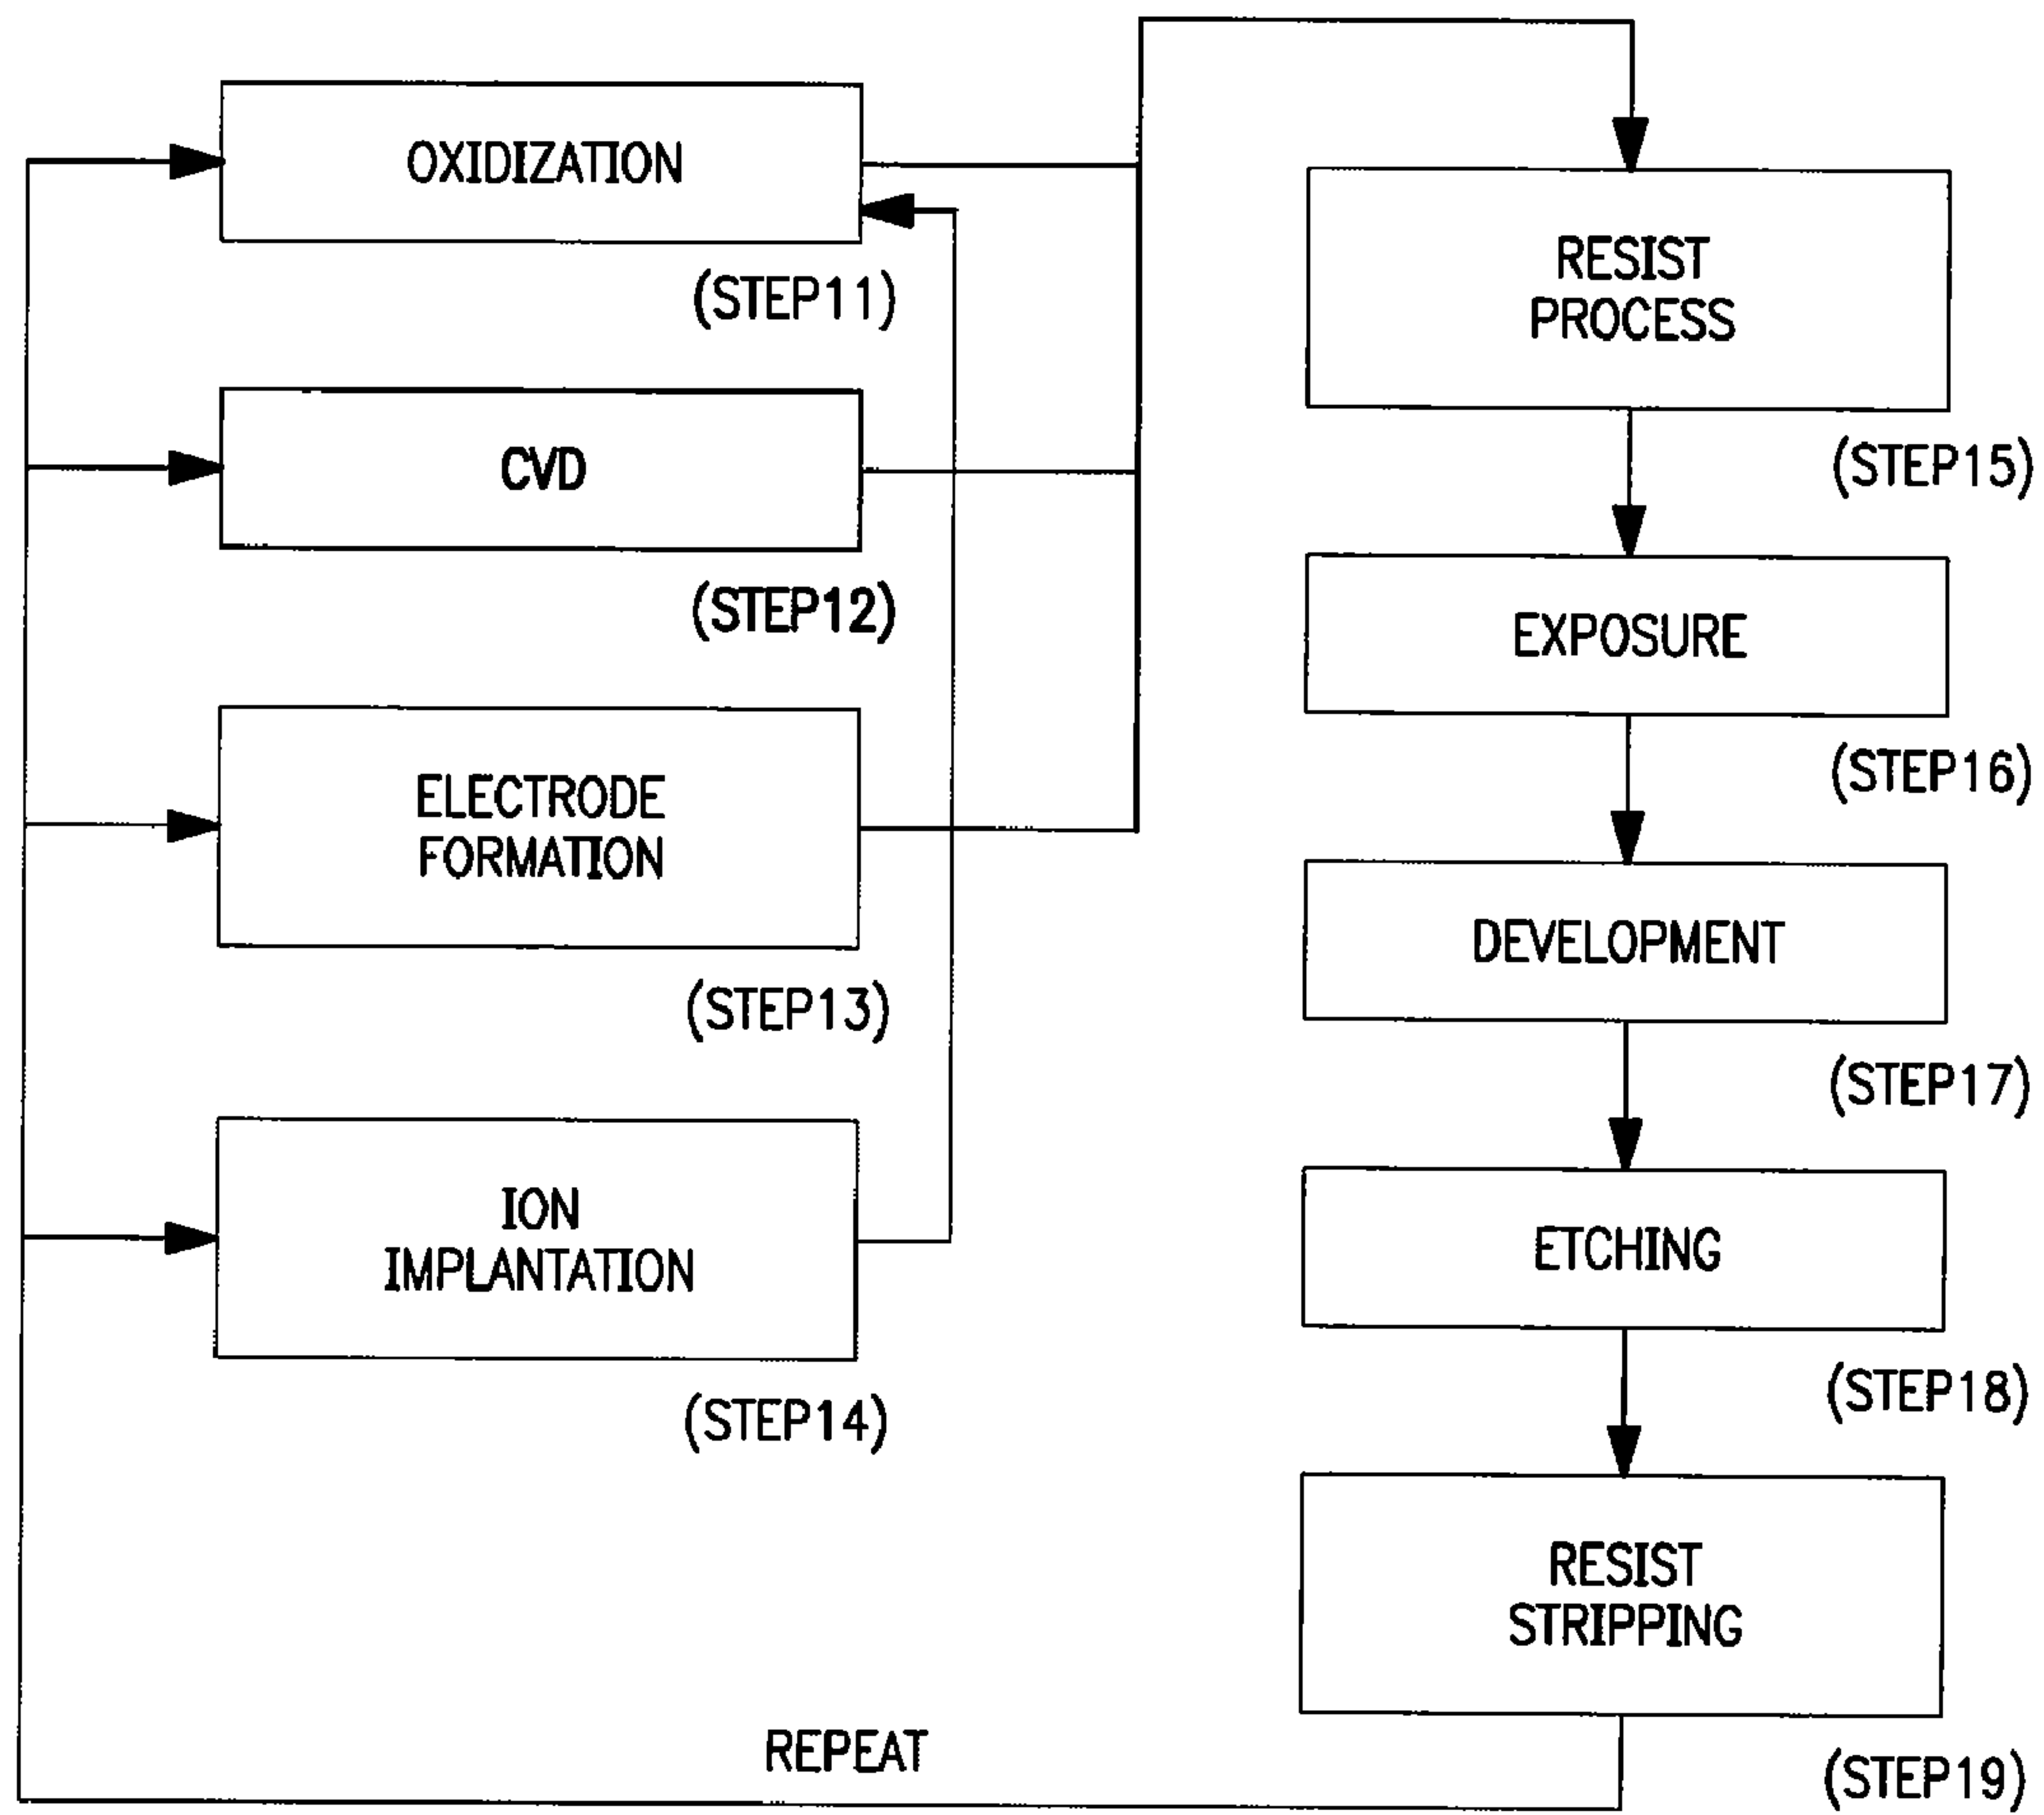 OXIDIZATION
(STEP11)
CVD
(STEP12)
ELECTRODE
FORMATION
(STEP13)
ION
IMPLANTATION
(STEP14)
RESIST
PROCESS
(STEP15)
EXPOSURE
(STEP16)
DEVELOPMENT
(STEP17)
ETCHING
(STEP18)
RESIST
STRIPPING
(STEP19)
REPEAT